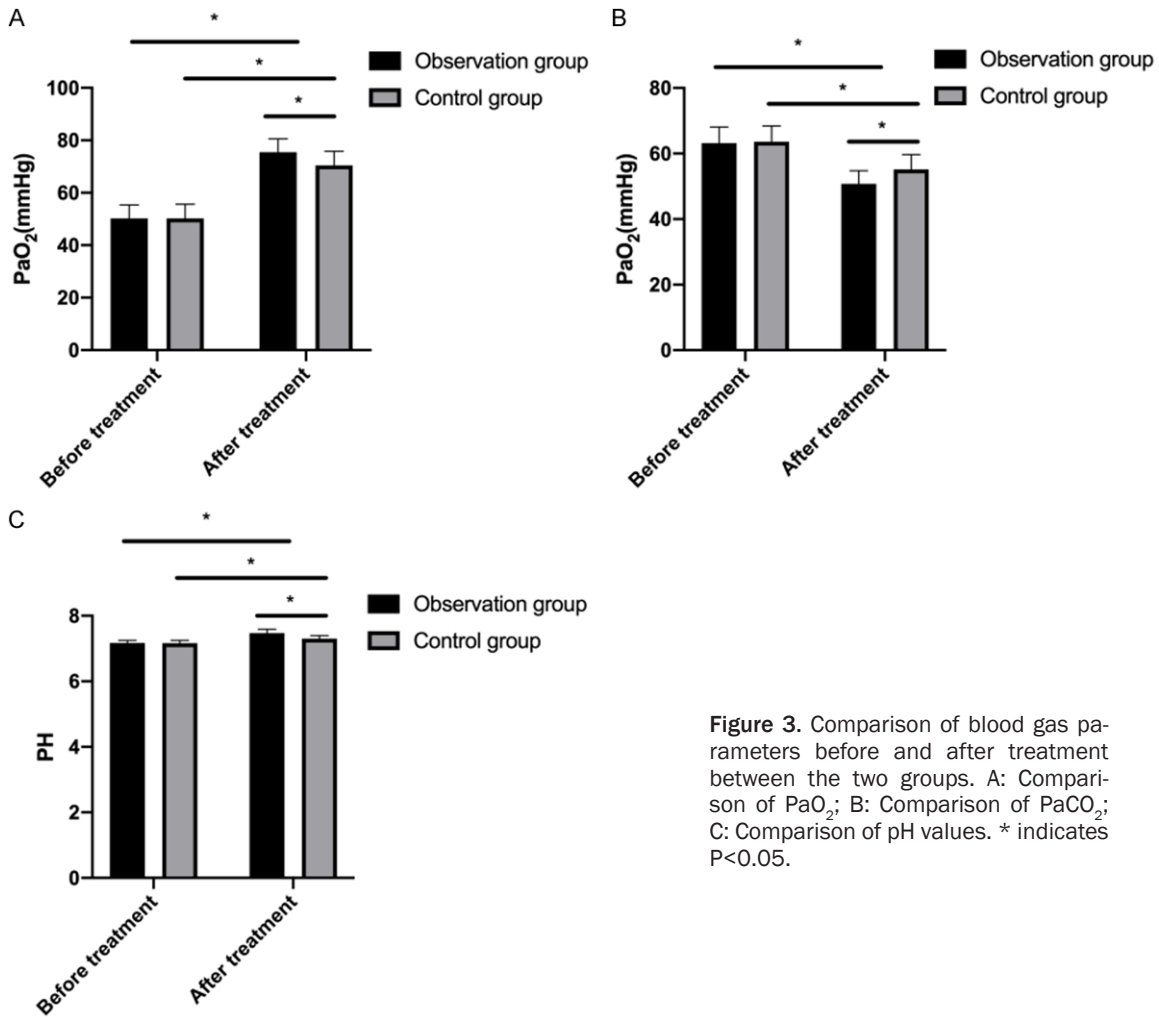 A
*
*
*
Observation group
Control group
PaO2(mmHg)
100
80
60
40
20
0
Before treatment
After treatment
B
*
*
*
Observation group
Control group
PaO2(mmHg)
80
60
40
20
0
Before treatment
After treatment
C
*
*
*
Observation group
Control group
PH
8
6
4
2
0
Before treatment
After treatment
Figure 3. Comparison of blood gas pa-
rameters before and after treatment
between the two groups. A: Compari-
son of PaO2; B: Comparison of PaCO2;
C: Comparison of pH values. * indicates
P<0.05.